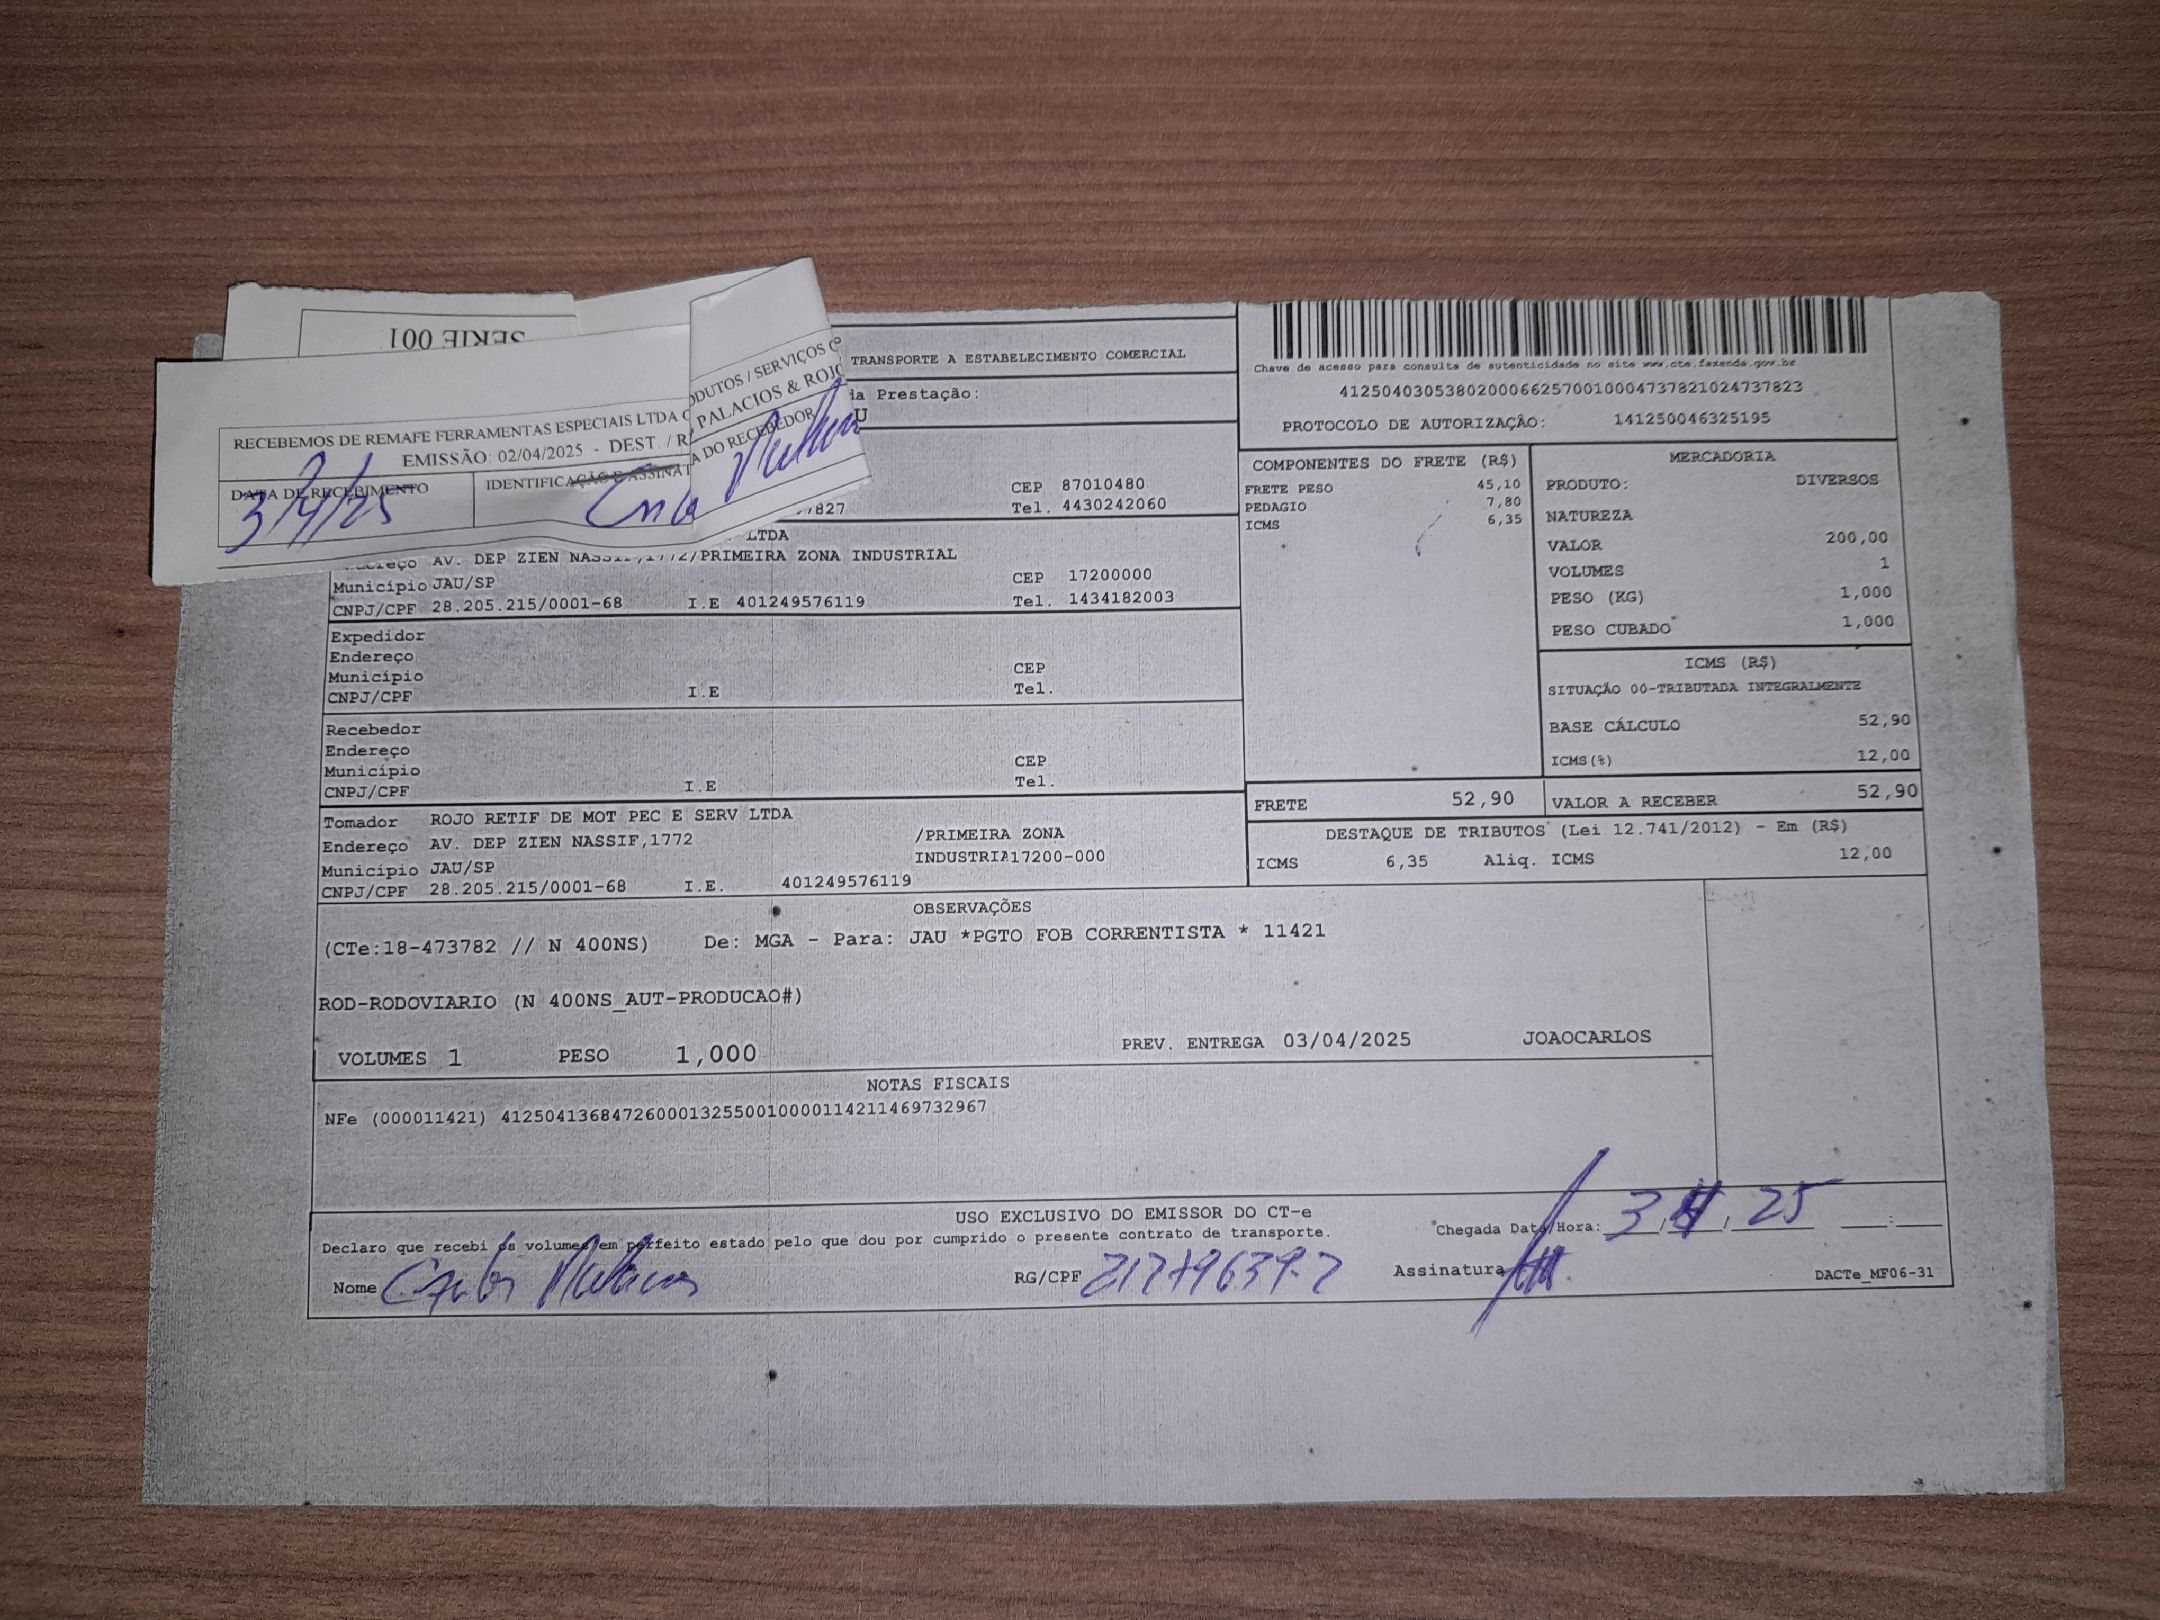 SERIE 001
RECEBEMOS DE REMAFE FERRAMENTAS ESPECIAIS LTDA
ODUTOS / SERVIÇOS
EMISSÃO: 02/04/2025 - DEST. / R
PALACIOS & ROJO
DATA DE RECEBIMENTO
IDENTIFICAÇÃO E ASSINAT
A DO RECEBEDOR
3/4/25
TRANSPORTE A ESTABELECIMENTO COMERCIAL
da Prestação:
U
CEP 87010480
7827 Tel. 4430242060
LTDA
AV. DEP ZIEN NASSIF,1772/PRIMEIRA ZONA INDUSTRIAL
Município JAU/SP CEP 17200000
CNPJ/CPF 28.205.215/0001-68 I.E 401249576119 Tel. 1434182003
Expedidor
Endereço
Município CEP
CNPJ/CPF I.E Tel.
Recebedor
Endereço
Município CEP
CNPJ/CPF I.E Tel.
Tomador ROJO RETIF DE MOT PEC E SERV LTDA
Endereço AV. DEP ZIEN NASSIF,1772 /PRIMEIRA ZONA
Município JAU/SP INDUSTRIA17200-000
CNPJ/CPF 28.205.215/0001-68 I.E. 401249576119
Chave de acesso para consulta de autenticidade no site www.cte.fazenda.gov.br
41250403053802000662570010004737821024737823
PROTOCOLO DE AUTORIZAÇÃO: 141250046325195
COMPONENTES DO FRETE (R$)
FRETE PESO 45,10
PEDAGIO 7,80
ICMS 6,35
MERCADORIA
PRODUTO: DIVERSOS
NATUREZA
VALOR 200,00
VOLUMES 1
PESO (KG) 1,000
PESO CUBADO 1,000
ICMS (R$)
SITUAÇÃO 00-TRIBUTADA INTEGRALMENTE
BASE CÁLCULO 52,90
ICMS(%) 12,00
FRETE 52,90 VALOR A RECEBER 52,90
DESTAQUE DE TRIBUTOS (Lei 12.741/2012) - Em (R$)
ICMS 6,35 Aliq. ICMS 12,00
OBSERVAÇÕES
(CTe:18-473782 // N 400NS) De: MGA - Para: JAU *PGTO FOB CORRENTISTA * 11421
ROD-RODOVIARIO (N 400NS_AUT-PRODUCAO#)
VOLUMES 1 PESO 1,000 PREV. ENTREGA 03/04/2025 JOAOCARLOS
NOTAS FISCAIS
NFe (000011421) 41250413684726000132550010000114211469732967
USO EXCLUSIVO DO EMISSOR DO CT-e
Declaro que recebi os volumes em perfeito estado pelo que dou por cumprido o presente contrato de transporte.
Chegada Data/Hora: 3, 4, 25 :
Nome RG/CPF Assinatura DACTe_MF06-31